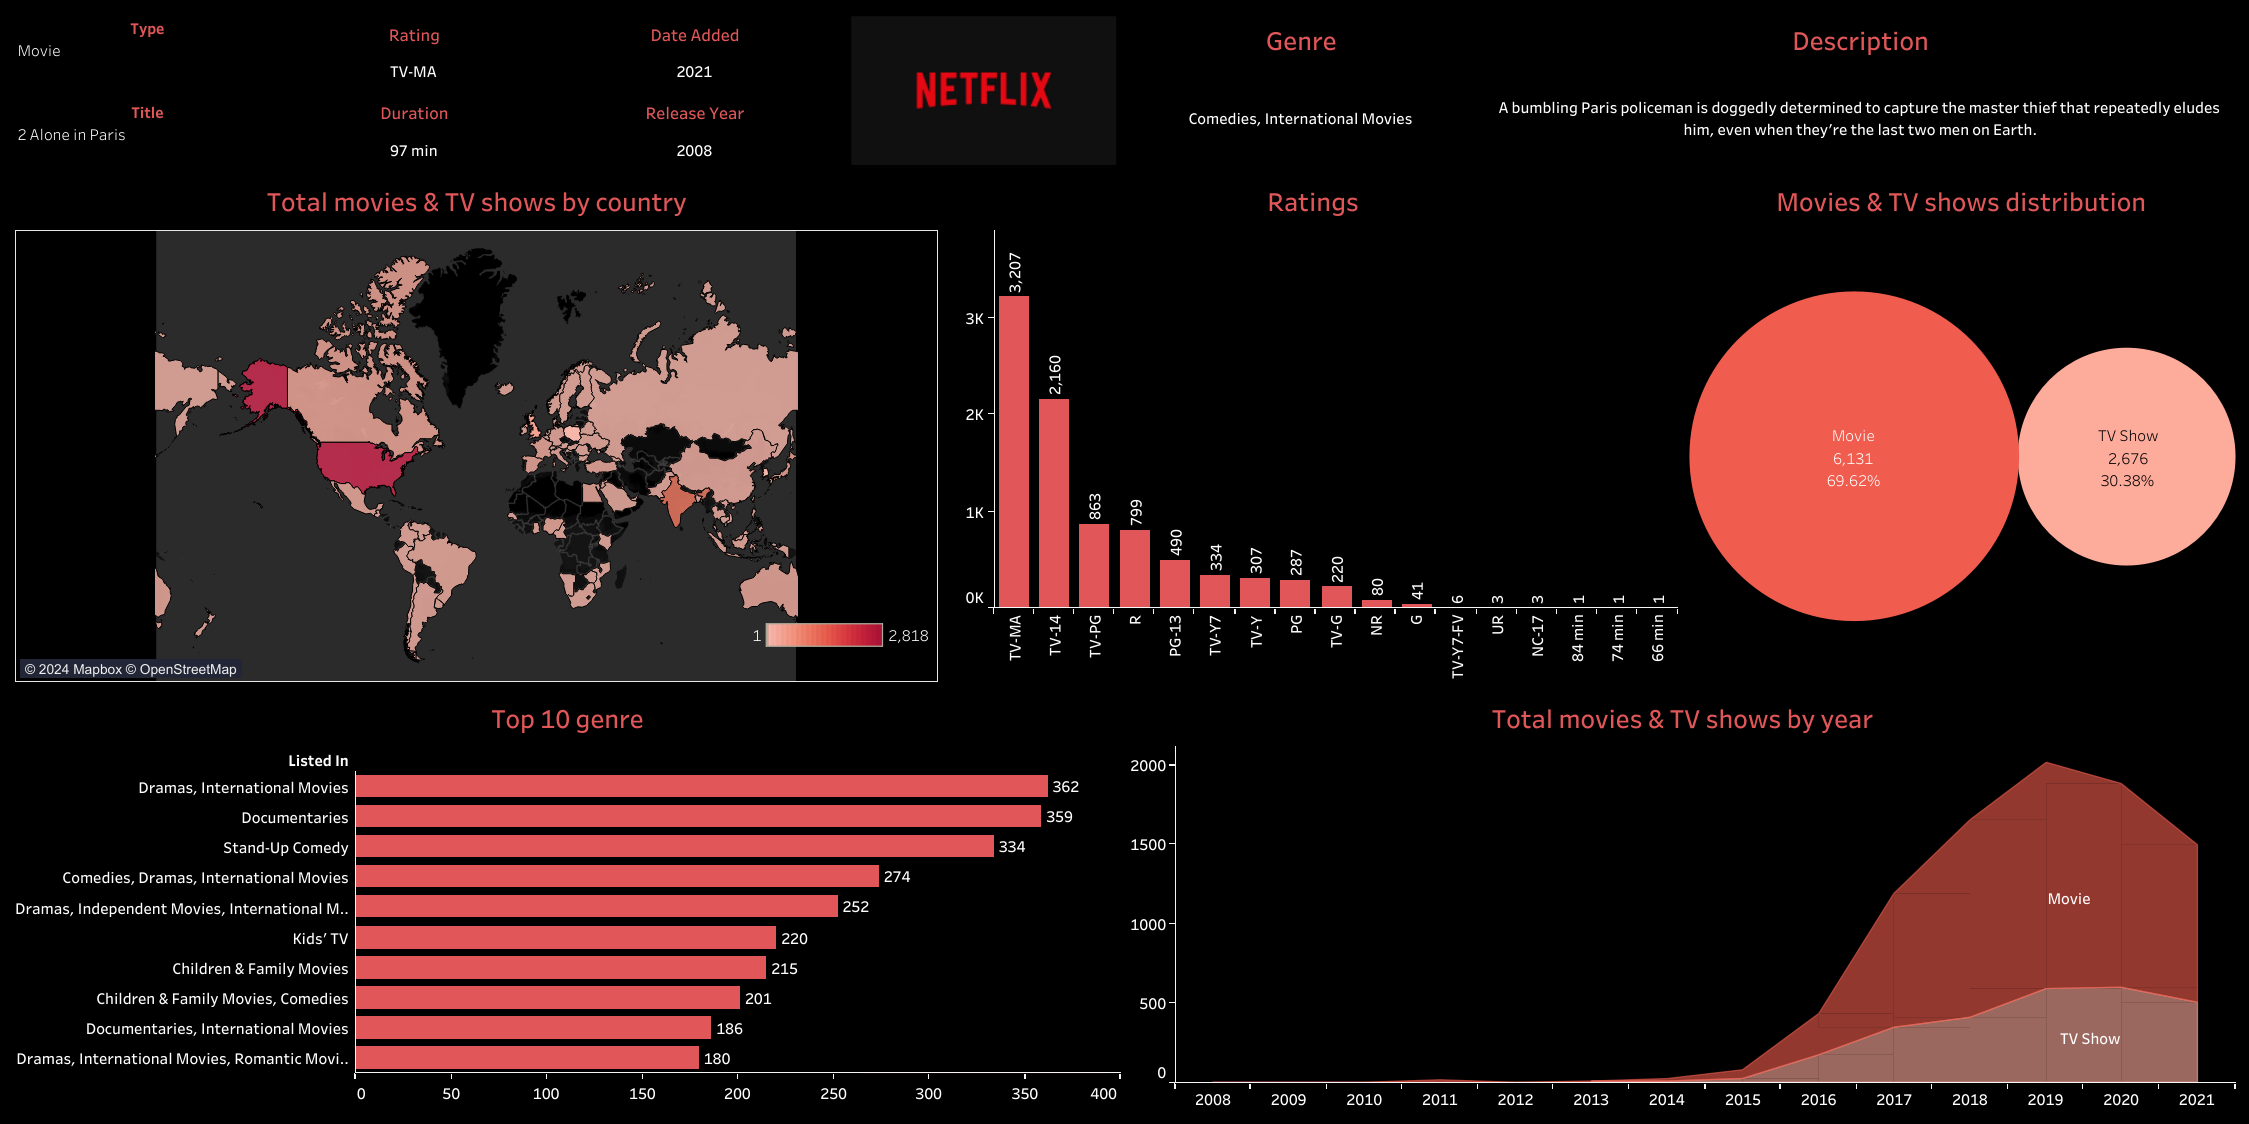 Type
Movie
Rating
TV-MA
Date Added
2021
Title
2 Alone in Paris
Duration
97 min
Release Year
2008
NETFLIX
Genre
Comedies, International Movies
Description
A bumbling Paris policeman is doggedly determined to capture the master thief that repeatedly eludes
him, even when they’re the last two men on Earth.
Total movies & TV shows by country
1 2,818
© 2024 Mapbox © OpenStreetMap
Ratings
3K
2K
1K
0K
3,207
2,160
863
799
490
334
307
287
220
80
41
6
3
3
1
1
1
TV-MA
TV-14
TV-PG
R
PG-13
TV-Y7
TV-Y
PG
TV-G
NR
G
TV-Y7-FV
UR
NC-17
84 min
74 min
66 min
Movies & TV shows distribution
Movie
6,131
69.62%
TV Show
2,676
30.38%
Top 10 genre
Listed In
Dramas, International Movies 362
Documentaries 359
Stand-Up Comedy 334
Comedies, Dramas, International Movies 274
Dramas, Independent Movies, International M.. 252
Kids’ TV 220
Children & Family Movies 215
Children & Family Movies, Comedies 201
Documentaries, International Movies 186
Dramas, International Movies, Romantic Movi.. 180
0 50 100 150 200 250 300 350 400
Total movies & TV shows by year
2000
1500
1000
500
0
Movie
TV Show
2008 2009 2010 2011 2012 2013 2014 2015 2016 2017 2018 2019 2020 2021